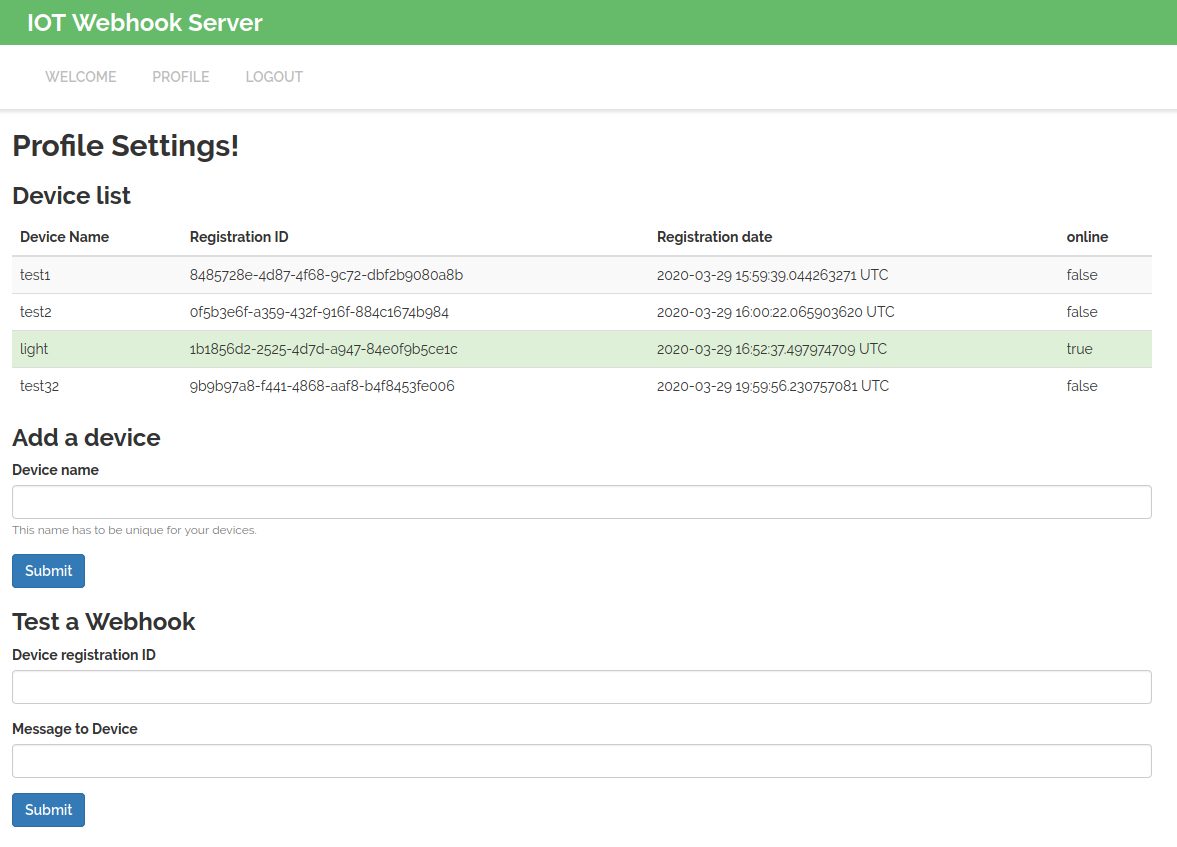 IOT Webhook Server
WELCOME PROFILE LOGOUT
Profile Settings!
Device list
Device Name Registration ID Registration date online
test1 8485728e-4d87-4f68-9c72-dbf2b9080a8b 2020-03-29 15:59:39.044263271 UTC false
test2 0f5b3e6f-a359-432f-916f-884c1674b984 2020-03-29 16:00:22.065903620 UTC false
light 1b1856d2-2525-4d7d-a947-84e0f9b5ce1c 2020-03-29 16:52:37.497974709 UTC true
test32 9b9b97a8-f441-4868-aaf8-b4f8453fe006 2020-03-29 19:59:56.230757081 UTC false
Add a device
Device name
This name has to be unique for your devices.
Submit
Test a Webhook
Device registration ID
Message to Device
Submit